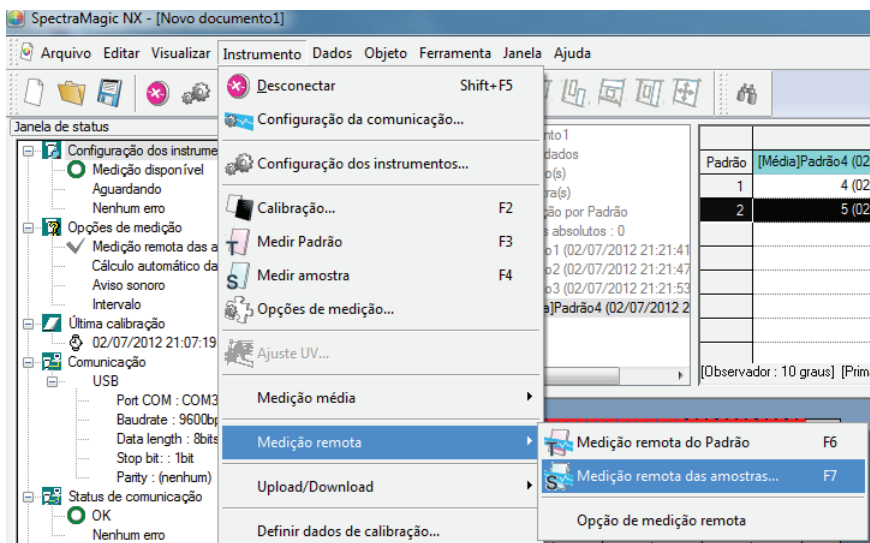 SpectraMagic NX - [Novo documento1]
Arquivo Editar Visualizar Instrumento Dados Objeto Ferramenta Janela Ajuda
Janela de status
Configuração dos instrume
Medição disponível
Aguardando
Nenhum erro
Opções de medição
Medição remota das a
Cálculo automático da
Aviso sonoro
Intervalo
Última calibração
02/07/2012 21:07:19
Comunicação
USB
Port COM : COM3
Baudrate : 9600bp
Data length : 8bits
Stop bit: : 1bit
Parity : (nenhum)
Status de comunicação
OK
Nenhum erro
Desconectar Shift+F5
Configuração da comunicação...
Configuração dos instrumentos...
Calibração... F2
Medir Padrão F3
Medir amostra F4
Opções de medição...
Ajuste UV...
Medição média
Medição remota
Upload/Download
Definir dados de calibração...
Medição remota do Padrão F6
Medição remota das amostras... F7
Opção de medição remota
nto1
dados
o(s)
ra(s)
ção por Padrão
s absolutos : 0
o1 (02/07/2012 21:21:41
o2 (02/07/2012 21:21:47
o3 (02/07/2012 21:21:53
a]Padrão4 (02/07/2012 2
Padrão [Média]Padrão4 (02
1 4 (02
2 5 (02
[Observador : 10 graus] [Prim